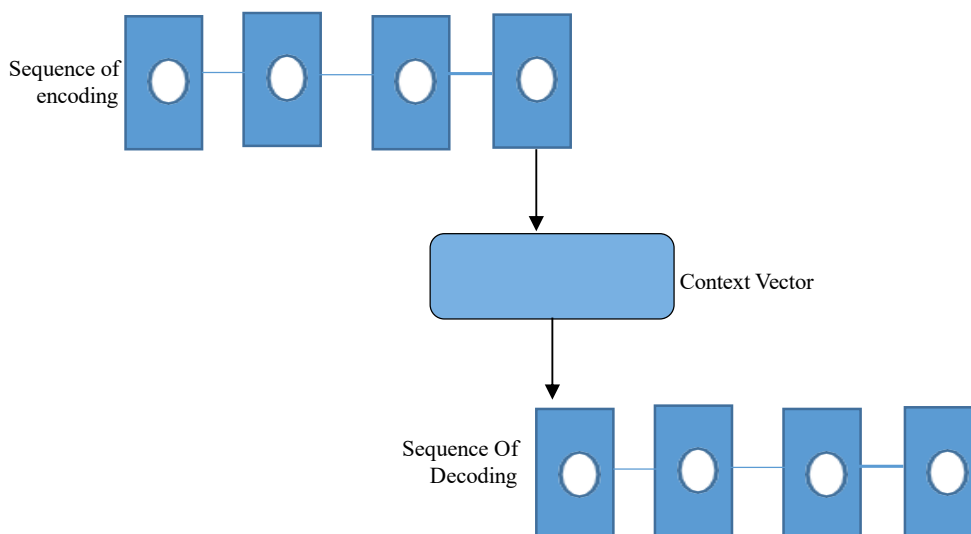 Sequence of
encoding
Context Vector
Sequence Of
Decoding